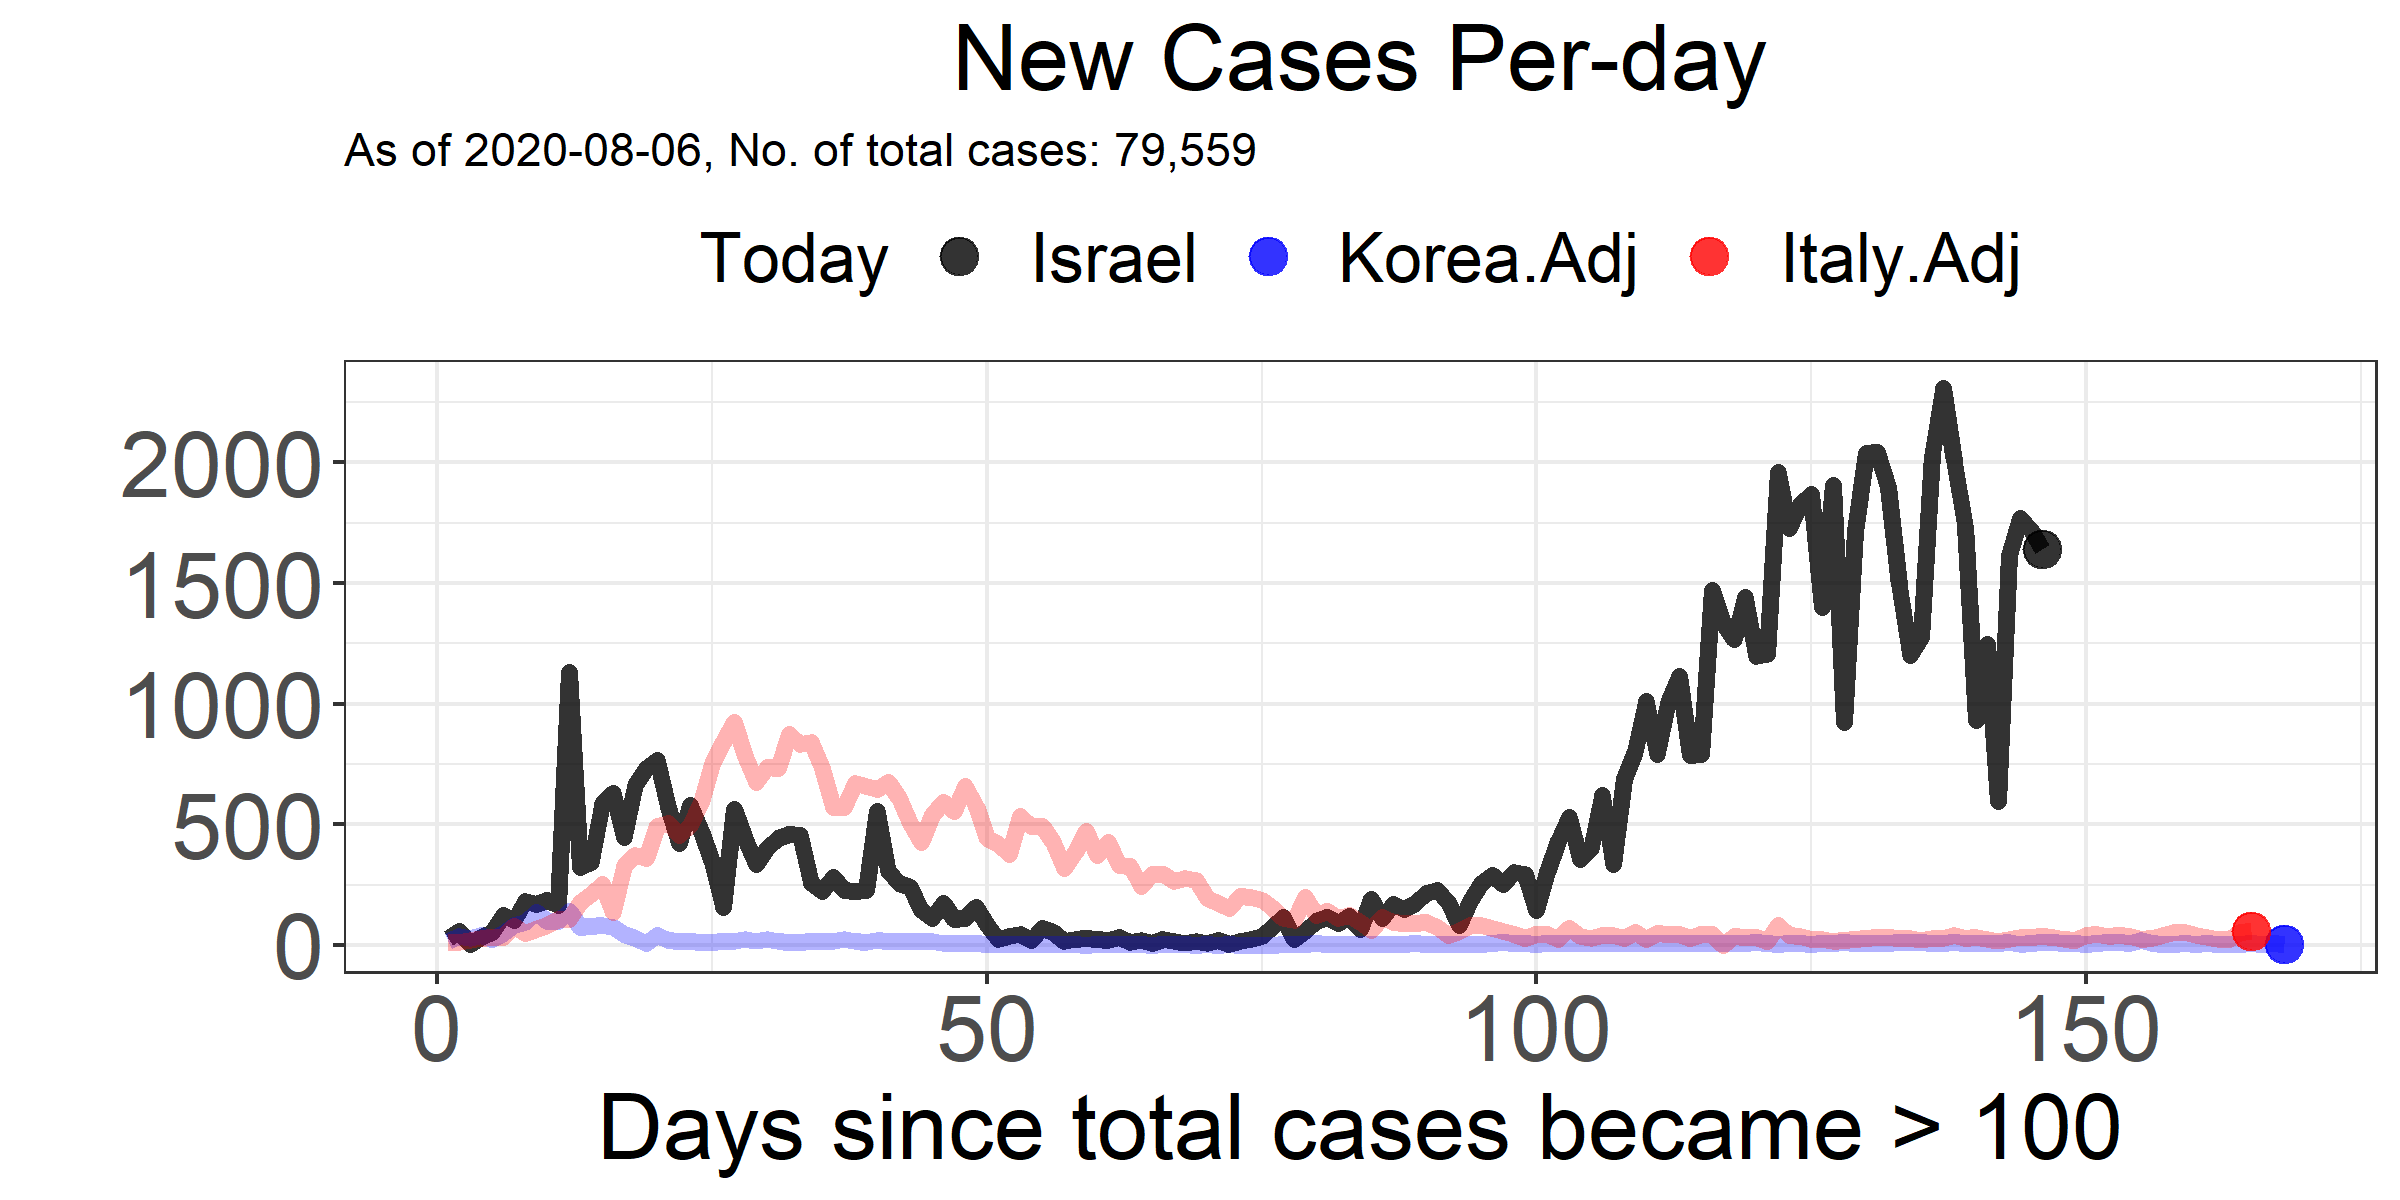 New Cases Per-day
As of 2020-08-06, No. of total cases: 79,559
Today Israel Korea.Adj Italy.Adj
2000
1500
1000
500
0
0 50 100 150
Days since total cases became > 100